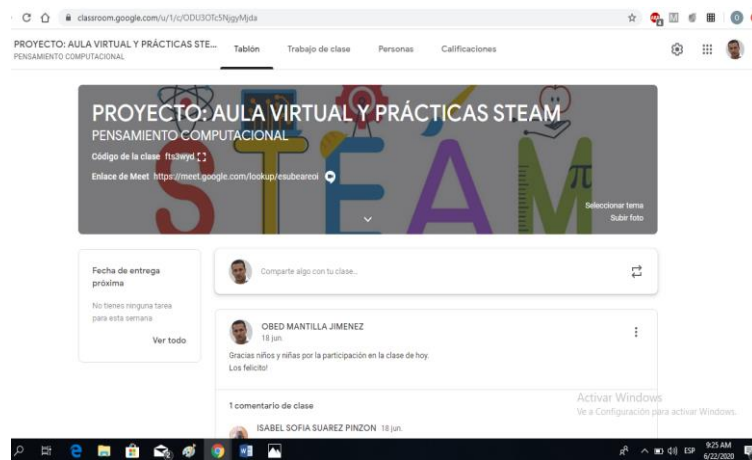 classroom.google.com/u/1/c/ODU3OTc5NjgyMjda
PROYECTO: AULA VIRTUAL Y PRÁCTICAS STE...
PENSAMIENTO COMPUTACIONAL
Tablón
Trabajo de clase
Personas
Calificaciones
PROYECTO: AULA VIRTUAL Y PRÁCTICAS STEAM
PENSAMIENTO COMPUTACIONAL
Código de la clase fts3wyd
Enlace de Meet https://meet.google.com/lookup/esubeareoi
STEAM
π
Seleccionar tema
Subir foto
Fecha de entrega
próxima
No tienes ninguna tarea
para esta semana
Ver todo
Comparte algo con tu clase...
OBED MANTILLA JIMENEZ
18 jun.
Gracias niños y niñas por la participación en la clase de hoy.
Los felicito!
1 comentario de clase
ISABEL SOFIA SUAREZ PINZON 18 jun.
Activar Windows
Ve a Configuración para activar Windows.
ESP
9:25 AM
6/22/2020